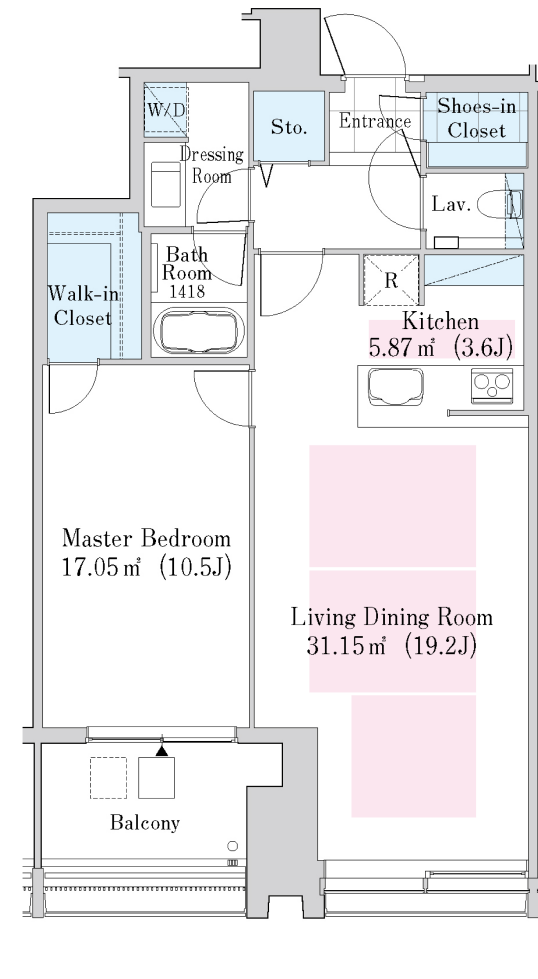 W/D
Sto.
Entrance
Shoes-in
Closet
Dressing
Room
Lav.
Bath
Room
1418
Walk-in
Closet
R
Kitchen
5.87㎡ (3.6J)
Master Bedroom
17.05㎡ (10.5J)
Living Dining Room
31.15㎡ (19.2J)
Balcony